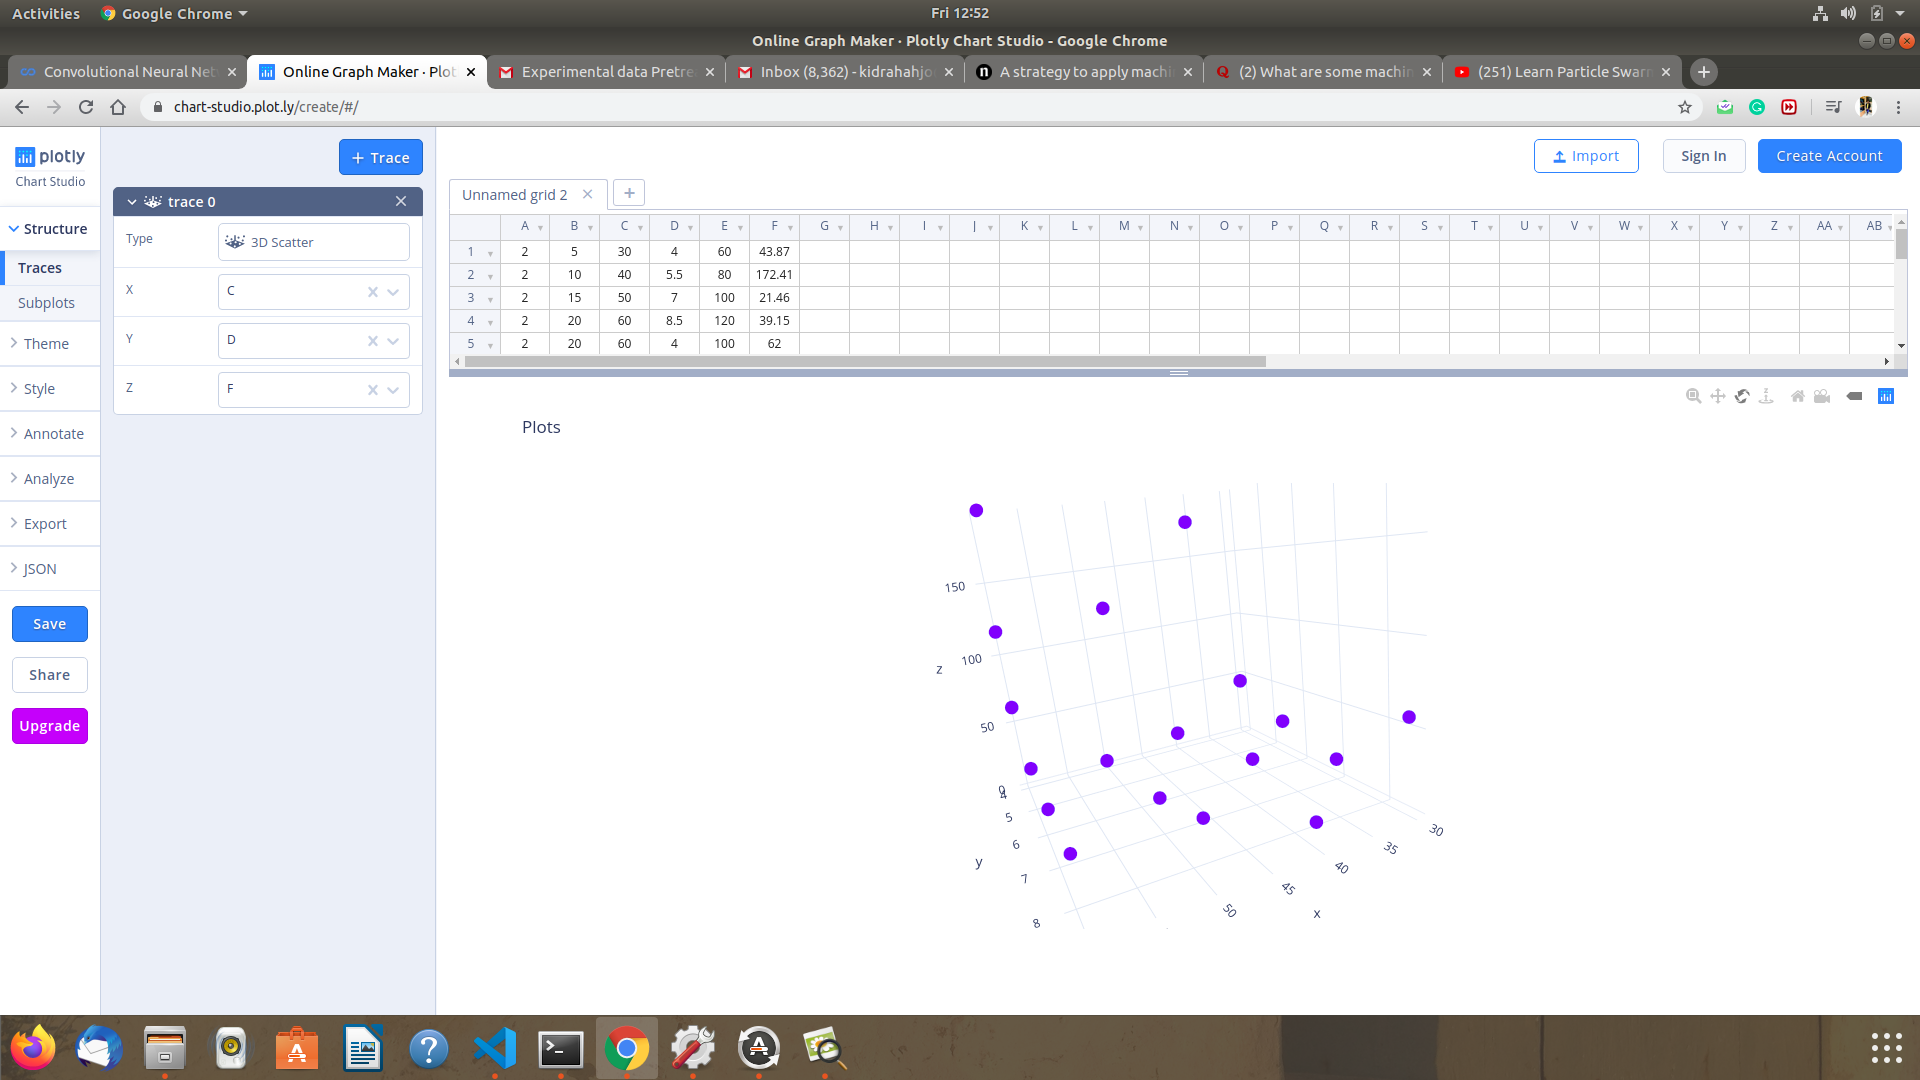 Activities Google Chrome Fri 12:52
Online Graph Maker · Plotly Chart Studio - Google Chrome
Convolutional Neural Net Online Graph Maker · Plot Experimental data Pretre Inbox (8,362) - kidrahahjo A strategy to apply machi (2) What are some machin (251) Learn Particle Swar
chart-studio.plot.ly/create/#/
plotly
Chart Studio
Structure
Traces
Subplots
Theme
Style
Annotate
Analyze
Export
JSON
Save
Share
Upgrade
+ Trace
trace 0
Type 3D Scatter
X C
Y D
Z F
Import Sign In Create Account
Unnamed grid 2 +
A B C D E F G H I J K L M N O P Q R S T U V W X Y Z AA AB
1 2 5 30 4 60 43.87
2 2 10 40 5.5 80 172.41
3 2 15 50 7 100 21.46
4 2 20 60 8.5 120 39.15
5 2 20 60 4 100 62
Plots
150
z 100
50
0
4
5
6
y
7
8
30
35
40
45
50
x